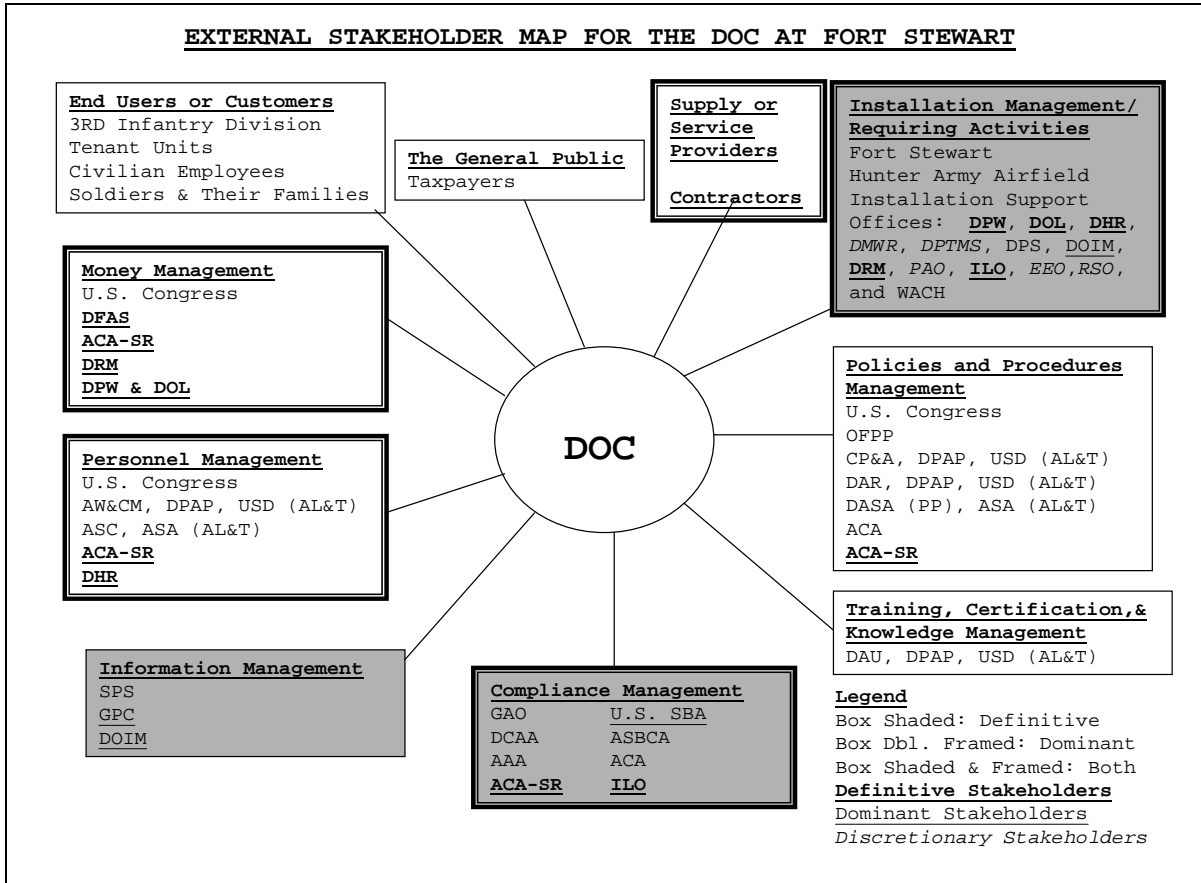 EXTERNAL STAKEHOLDER MAP FOR THE DOC AT FORT STEWART
End Users or Customers
3RD Infantry Division
Tenant Units
Civilian Employees
Soldiers & Their Families
The General Public
Taxpayers
Supply or
Service
Providers
Contractors
Installation Management/
Requiring Activities
Fort Stewart
Hunter Army Airfield
Installation Support
Offices: DPW, DOL, DHR,
DMWR, DPTMS, DPS, DOIM,
DRM, PAO, ILO, EEO,RSO,
and WACH
Money Management
U.S. Congress
DFAS
ACA-SR
DRM
DPW & DOL
DOC
Policies and Procedures
Management
U.S. Congress
OFPP
CP&A, DPAP, USD (AL&T)
DAR, DPAP, USD (AL&T)
DASA (PP), ASA (AL&T)
ACA
ACA-SR
Personnel Management
U.S. Congress
AW&CM, DPAP, USD (AL&T)
ASC, ASA (AL&T)
ACA-SR
DHR
Training, Certification,&
Knowledge Management
DAU, DPAP, USD (AL&T)
Information Management
SPS
GPC
DOIM
Compliance Management
GAO U.S. SBA
DCAA ASBCA
AAA ACA
ACA-SR ILO
Legend
Box Shaded: Definitive
Box Dbl. Framed: Dominant
Box Shaded & Framed: Both
Definitive Stakeholders
Dominant Stakeholders
Discretionary Stakeholders